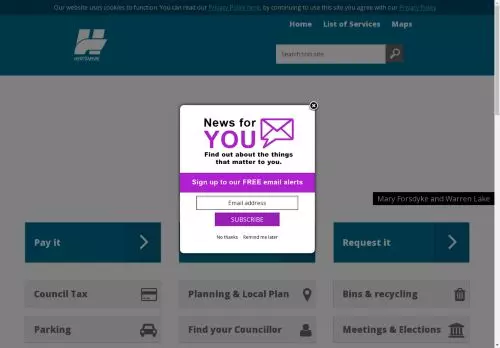 Our website uses cookies to function. You can read our Privacy Policy here, by continuing to use this site you agree with our Privacy Policy
Home List of Services Maps
HERTSMERE
Search this site
News for
YOU
Find out about the things
that matter to you.
Sign up to our FREE email alerts
Email address
SUBSCRIBE
No thanks Remind me later
Mary Forsdyke and Warren Lake
Pay it Request it
Council Tax Planning & Local Plan Bins & recycling
Parking Find your Councillor Meetings & Elections